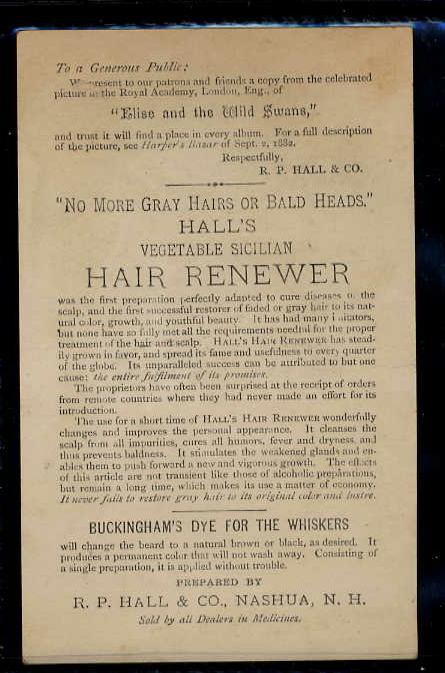 To a Generous Public:
We present to our patrons and friends a copy from the celebrated
picture in the Royal Academy, London, Eng., of
"Elise and the Wild Swans,"
and trust it will find a place in every album. For a full description
of the picture, see Harper's Bazar of Sept. 2, 1882.
Respectfully,
R. P. HALL & CO.
"NO MORE GRAY HAIRS OR BALD HEADS."
HALL'S
VEGETABLE SICILIAN
HAIR RENEWER
was the first preparation perfectly adapted to cure diseases of the
scalp, and the first successful restorer of faded or gray hair to its nat-
ural color, growth, and youthful beauty. It has had many imitators,
but none have so fully met all the requirements needful for the proper
treatment of the hair and scalp. HALL'S HAIR RENEWER has stead-
ily grown in favor, and spread its fame and usefulness to every quarter
of the globe. Its unparalleled success can be attributed to but one
cause: the entire fulfilment of its promises.
The proprietors have often been surprised at the receipt of orders
from remote countries where they had never made an effort for its
introduction.
The use for a short time of HALL'S HAIR RENEWER wonderfully
changes and improves the personal appearance. It cleanses the
scalp from all impurities, cures all humors, fever and dryness, and
thus prevents baldness. It stimulates the weakened glands and en-
ables them to push forward a new and vigorous growth. The effects
of this article are not transient like those of alcoholic preparations,
but remain a long time, which makes its use a matter of economy.
It never fails to restore gray hair to its original color and lustre.
BUCKINGHAM'S DYE FOR THE WHISKERS
will change the beard to a natural brown or black, as desired. It
produces a permanent color that will not wash away. Consisting of
a single preparation, it is applied without trouble.
PREPARED BY
R. P. HALL & CO., NASHUA, N. H.
Sold by all Dealers in Medicines.